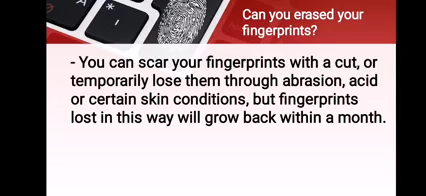 Can you erased your
fingerprints?
- You can scar your fingerprints with a cut, or
temporarily lose them through abrasion, acid
or certain skin conditions, but fingerprints
lost in this way will grow back within a month.